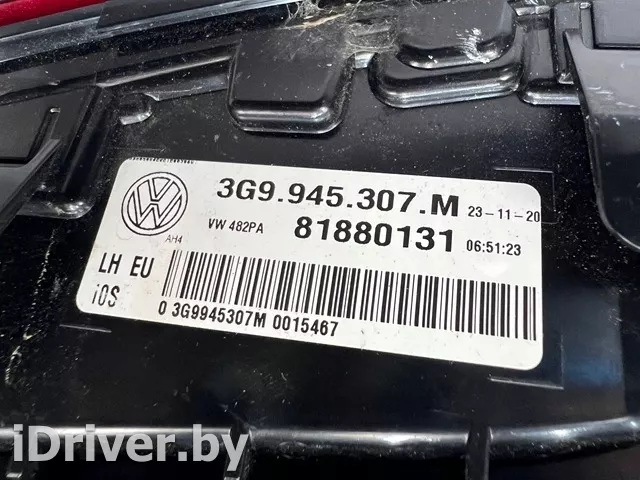 3G9.945.307.M 23-11-20
VW 482PA 81880131 06:51:23
AH4
LH EU
iOS
0 3G9945307M 0015467
iDriver.by